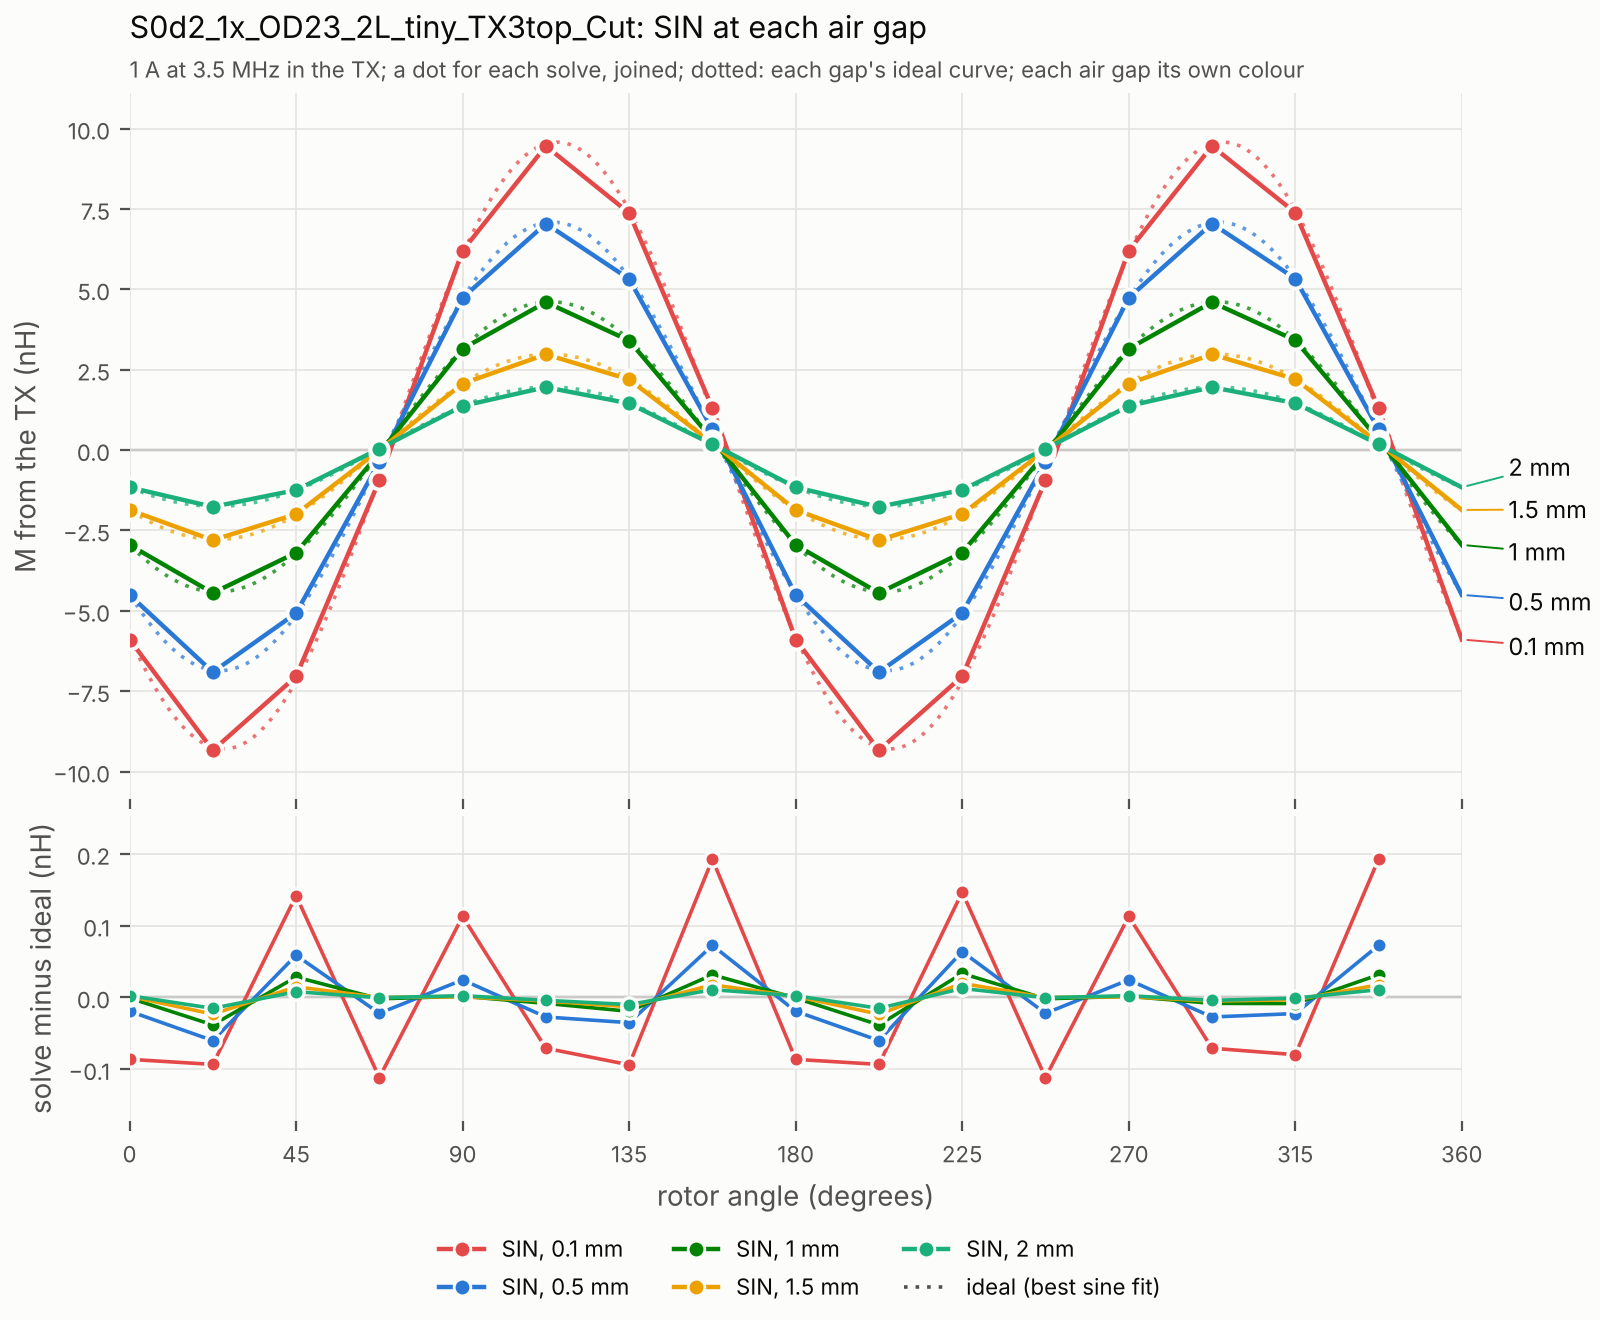 S0d2_1x_OD23_2L_tiny_TX3top_Cut: SIN at each air gap
1 A at 3.5 MHz in the TX; a dot for each solve, joined; dotted: each gap's ideal curve; each air gap its own colour
M from the TX (nH)
10.0
7.5
5.0
2.5
0.0
−2.5
−5.0
−7.5
−10.0
2 mm
1.5 mm
1 mm
0.5 mm
0.1 mm
solve minus ideal (nH)
0.2
0.1
0.0
−0.1
0 45 90 135 180 225 270 315 360
rotor angle (degrees)
SIN, 0.1 mm SIN, 1 mm SIN, 2 mm
SIN, 0.5 mm SIN, 1.5 mm ideal (best sine fit)